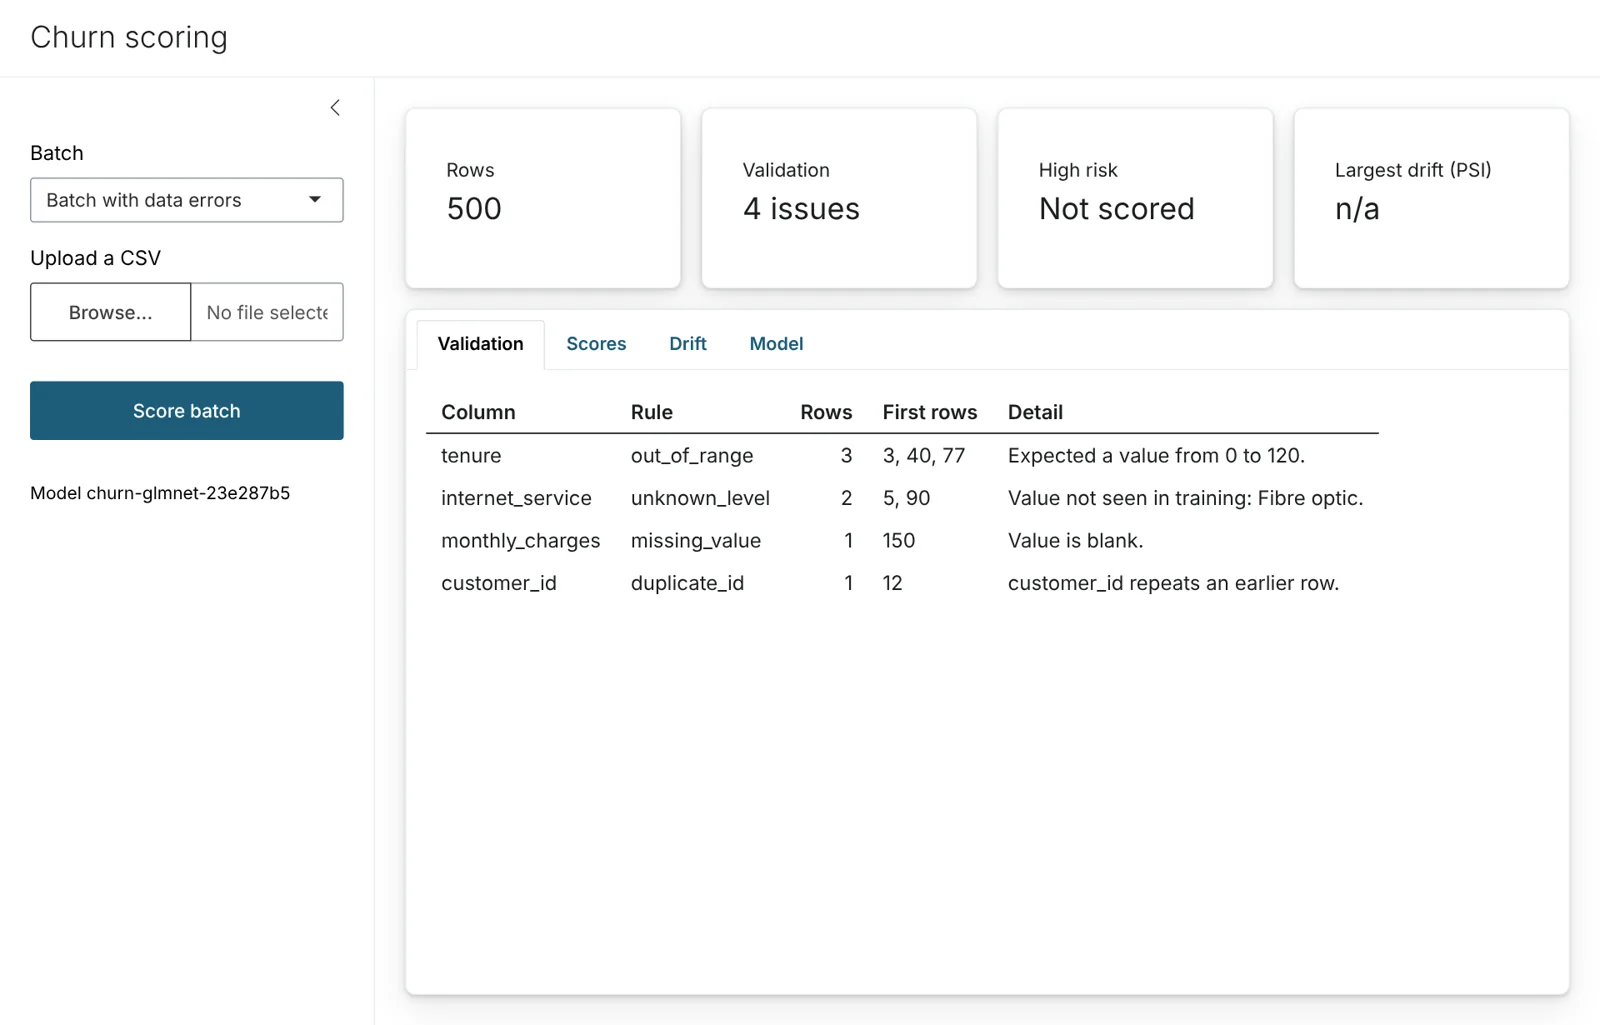 Churn scoring
Batch
Batch with data errors
Upload a CSV
Browse... No file selecte
Score batch
Model churn-glmnet-23e287b5
Rows
500
Validation
4 issues
High risk
Not scored
Largest drift (PSI)
n/a
Validation Scores Drift Model
Column Rule Rows First rows Detail
tenure out_of_range 3 3, 40, 77 Expected a value from 0 to 120.
internet_service unknown_level 2 5, 90 Value not seen in training: Fibre optic.
monthly_charges missing_value 1 150 Value is blank.
customer_id duplicate_id 1 12 customer_id repeats an earlier row.